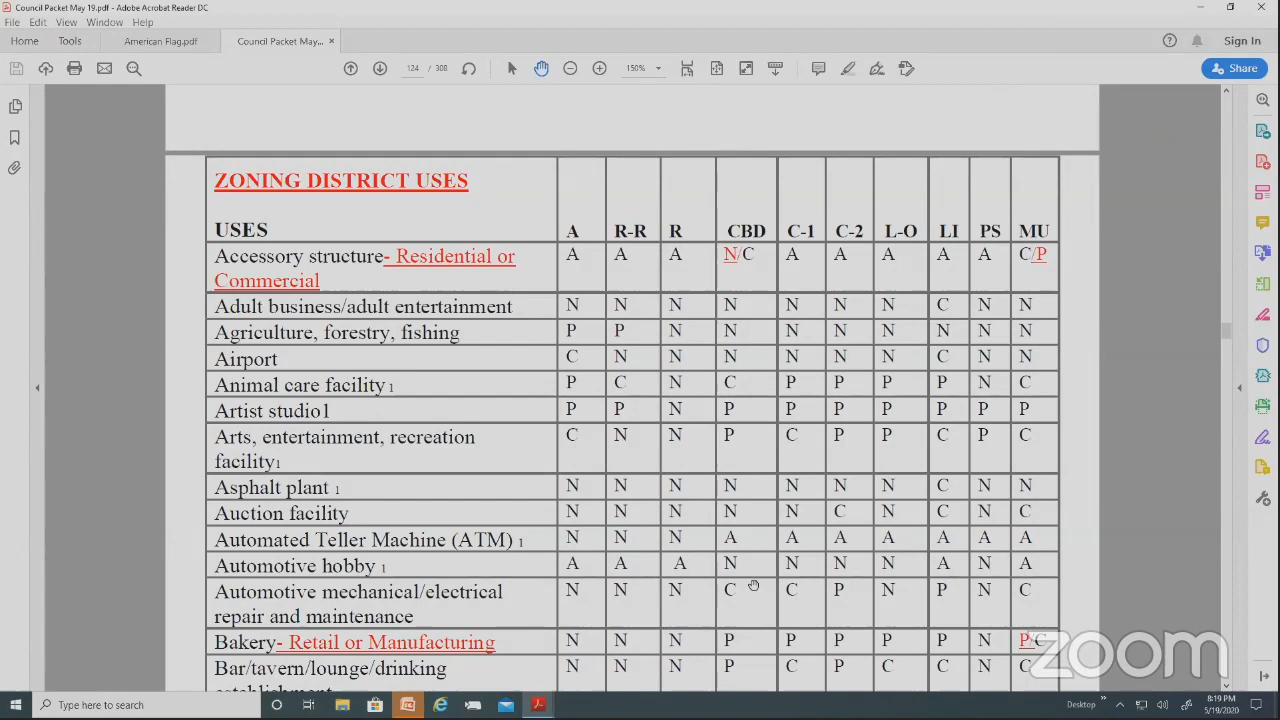 Council Packet May 19.pdf - Adobe Acrobat Reader DC
File Edit View Window Help
Home Tools American Flag.pdf Council Packet May... × Sign In
124 / 308 150% Share
ZONING DISTRICT USES
USES A R-R R CBD C-1 C-2 L-O LI PS MU
Accessory structure- Residential or A A A N/C A A A A A C/P
Commercial
Adult business/adult entertainment N N N N N N N C N N
Agriculture, forestry, fishing P P N N N N N N N N
Airport C N N N N N N C N N
Animal care facility 1 P C N C P P P P N C
Artist studio1 P P N P P P P P P P
Arts, entertainment, recreation C N N P C P P C P C
facility1
Asphalt plant 1 N N N N N N N C N N
Auction facility N N N N N C N C N C
Automated Teller Machine (ATM) 1 N N N A A A A A A A
Automotive hobby 1 A A A N N N N A N A
Automotive mechanical/electrical N N N C C P N P N C
repair and maintenance
Bakery- Retail or Manufacturing N N N P P P P P N P/C
Bar/tavern/lounge/drinking N N N P C P C C N C
establishment
zoom
Type here to search Desktop 8:19 PM
5/19/2020